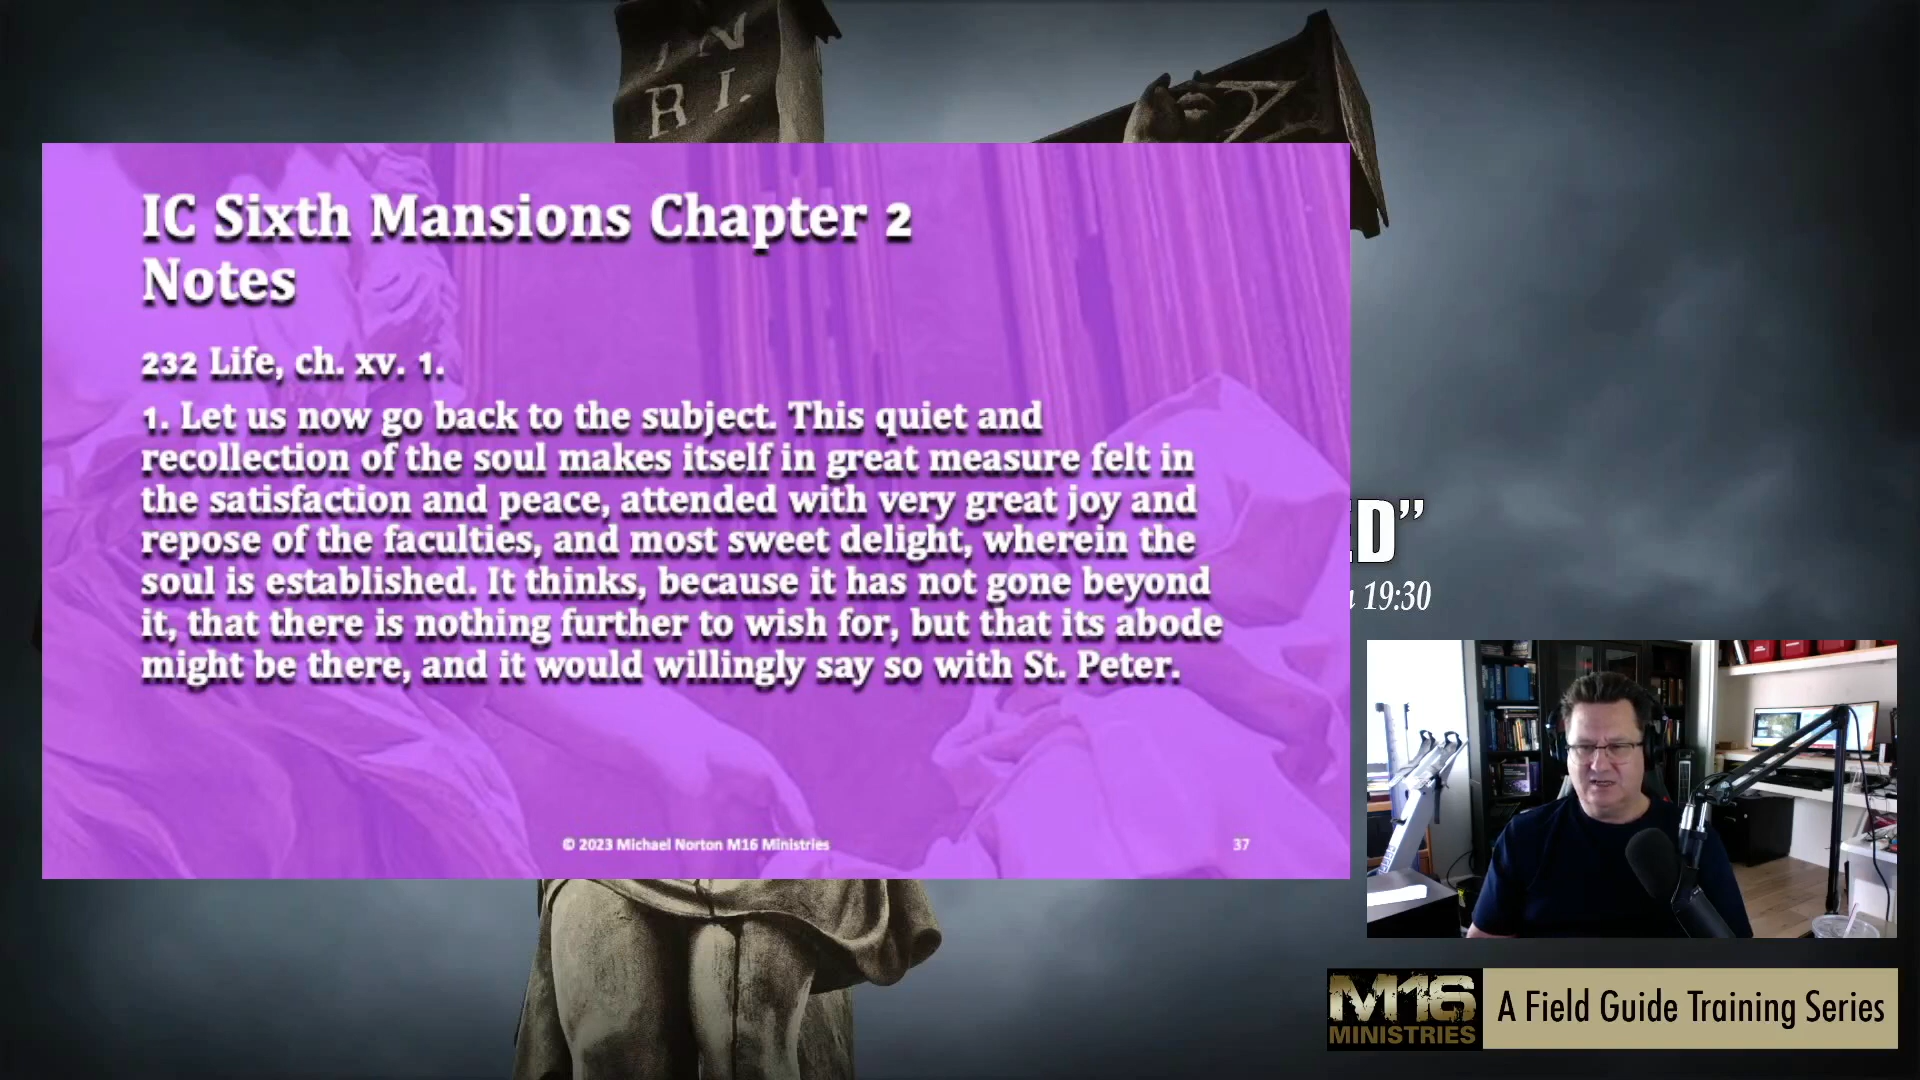 IN
R I.
IC Sixth Mansions Chapter 2
Notes
232 Life, ch. xv. 1.
1. Let us now go back to the subject. This quiet and
recollection of the soul makes itself in great measure felt in
the satisfaction and peace, attended with very great joy and
repose of the faculties, and most sweet delight, wherein the
soul is established. It thinks, because it has not gone beyond
it, that there is nothing further to wish for, but that its abode
might be there, and it would willingly say so with St. Peter.
© 2023 Michael Norton M16 Ministries
37
ED”
19:30
M16
MINISTRIES
A Field Guide Training Series